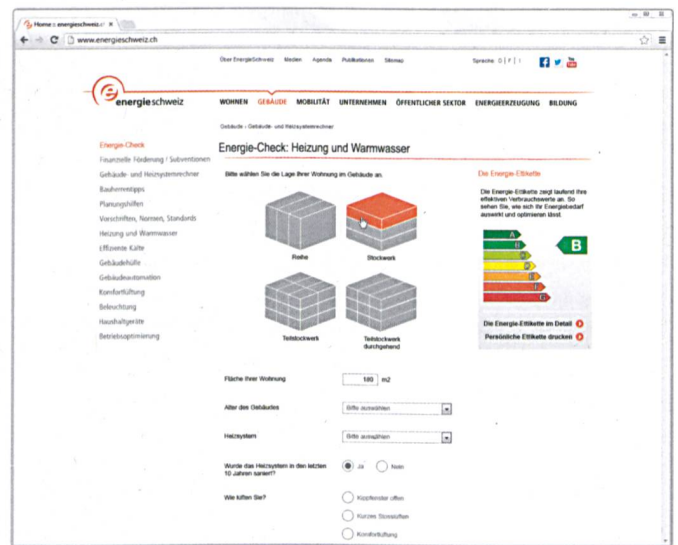 Home :: energieschweiz.ch
www.energieschweiz.ch
Über EnergieSchweiz Medien Agenda Publikationen Sitemap
Sprache D | F | I
You Tube
energieschweiz
WOHNEN GEBÄUDE MOBILITÄT UNTERNEHMEN ÖFFENTLICHER SEKTOR ENERGIEERZEUGUNG BILDUNG
Gebäude › Gebäude- und Heizsystemrechner
Energie-Check
Finanzielle Förderung / Subventionen
Gebäude- und Heizsystemrechner
Bauherrentipps
Planungshilfen
Vorschriften, Normen, Standards
Heizung und Warmwasser
Effiziente Kälte
Gebäudehülle
Gebäudeautomation
Komfortlüftung
Beleuchtung
Haushaltgeräte
Betriebsoptimierung
Energie-Check: Heizung und Warmwasser
Bitte wählen Sie die Lage Ihrer Wohnung im Gebäude an.
Reihe
Stockwerk
Teilstockwerk
Teilstockwerk
durchgehend
Fläche Ihrer Wohnung 180 m2
Alter des Gebäudes Bitte auswählen
Heizsystem Bitte auswählen
Wurde das Heizsystem in den letzten
10 Jahren saniert?
Ja Nein
Wie lüften Sie?
Kippfenster offen
Kurzes Stosslüften
Komfortlüftung
Die Energie-Ettikette
Die Energie-Ettikette zeigt laufend Ihre
effektiven Verbrauchswerte an. So
sehen Sie, wie sich Ihr Energiebedarf
auswirkt und optimieren lässt.
A
B
C
D
E
F
G
B
Die Energie-Ettikette im Detail
Persönliche Ettikette drucken